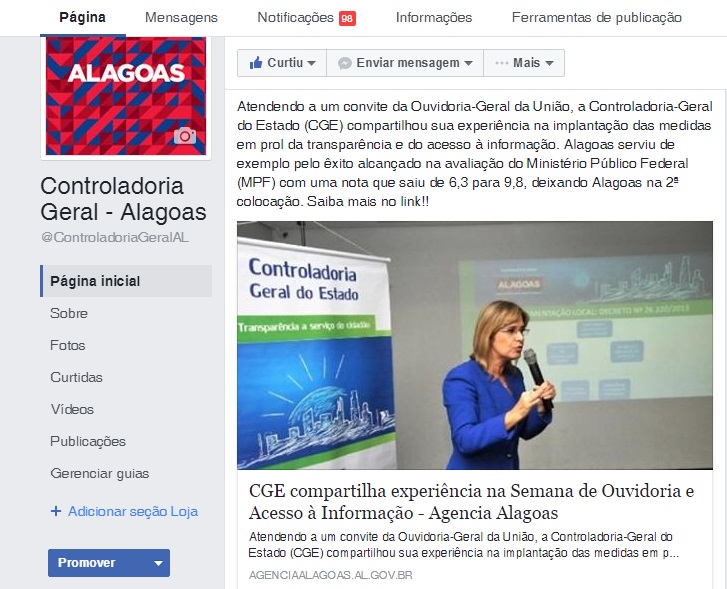 Página Mensagens Notificações 98 Informações Ferramentas de publicação
ALAGOAS
Controladoria
Geral - Alagoas
@ControladoriaGeralAL
Página inicial
Sobre
Fotos
Curtidas
Vídeos
Publicações
Gerenciar guias
+ Adicionar seção Loja
Promover
Curtiu Enviar mensagem ··· Mais
Atendendo a um convite da Ouvidoria-Geral da União, a Controladoria-Geral
do Estado (CGE) compartilhou sua experiência na implantação das medidas
em prol da transparência e do acesso à informação. Alagoas serviu de
exemplo pelo êxito alcançado na avaliação do Ministério Público Federal
(MPF) com uma nota que saiu de 6,3 para 9,8, deixando Alagoas na 2ª
colocação. Saiba mais no link!!
Controladoria
Geral do Estado
Transparência a serviço do cidadão
ALAGOAS
MENTAÇÃO LOCAL: DECRETO Nº 26.320/2013
CGE compartilha experiência na Semana de Ouvidoria e
Acesso à Informação - Agencia Alagoas
Atendendo a um convite da Ouvidoria-Geral da União, a Controladoria-Geral do
Estado (CGE) compartilhou sua experiência na implantação das medidas em p...
AGENCIAALAGOAS.AL.GOV.BR